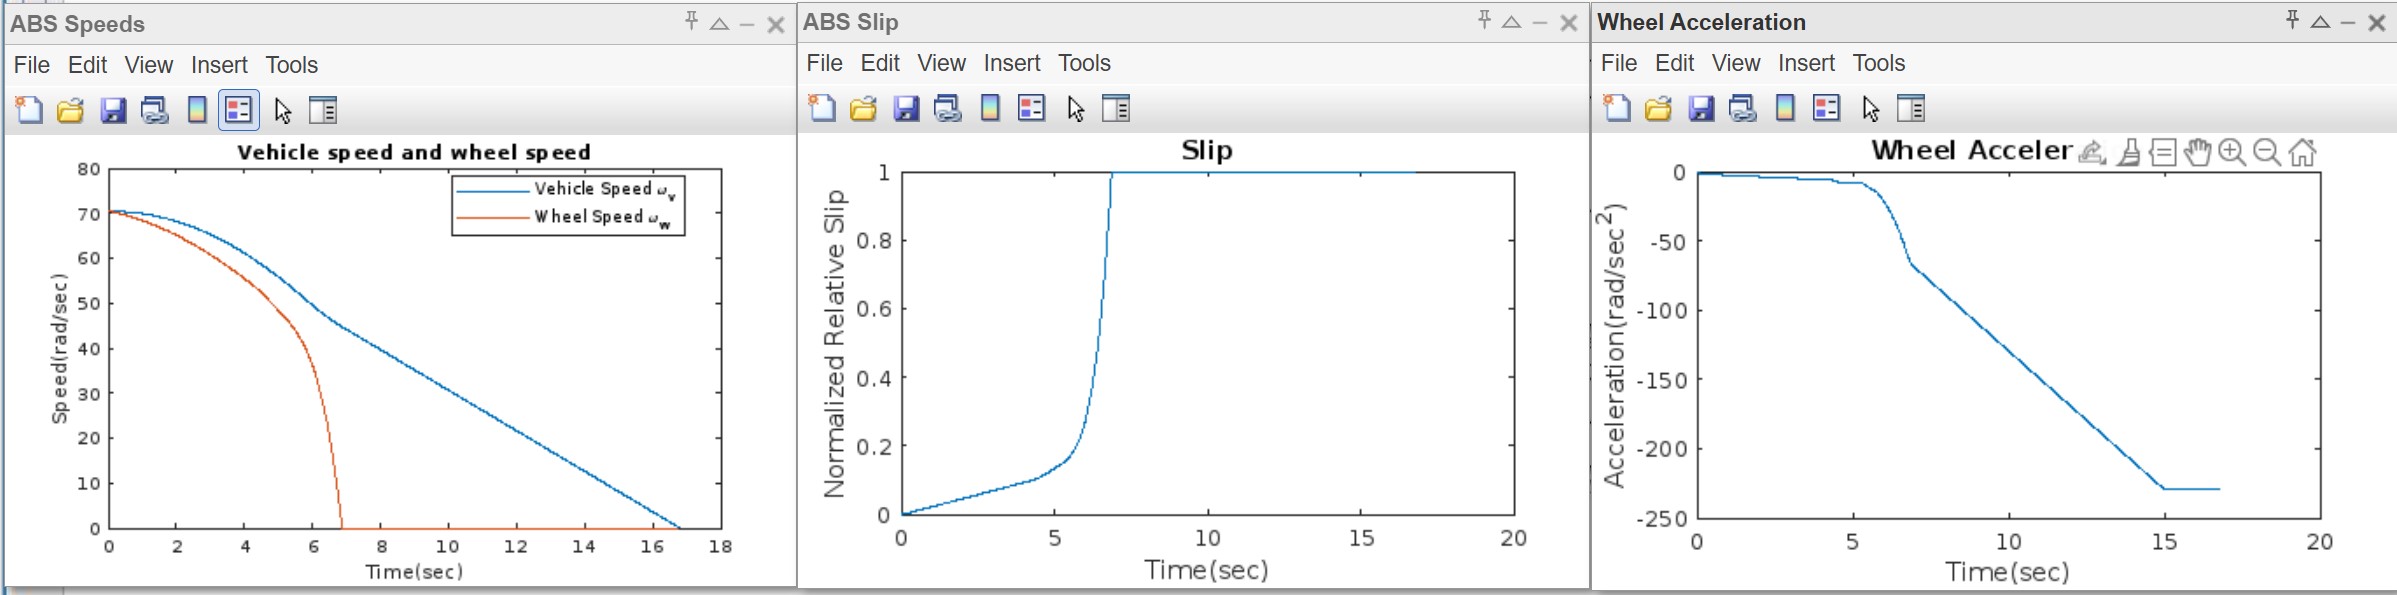 ABS Speeds
File Edit View Insert Tools
Vehicle speed and wheel speed
80
70
60
50
40
30
20
10
0
Speed(rad/sec)
Vehicle Speed ωv
Wheel Speed ωw
0 2 4 6 8 10 12 14 16 18
Time(sec)
ABS Slip
File Edit View Insert Tools
Slip
1
0.8
0.6
0.4
0.2
0
Normalized Relative Slip
0 5 10 15 20
Time(sec)
Wheel Acceleration
File Edit View Insert Tools
Wheel Acceler
0
-50
-100
-150
-200
-250
Acceleration(rad/sec2)
0 5 10 15 20
Time(sec)